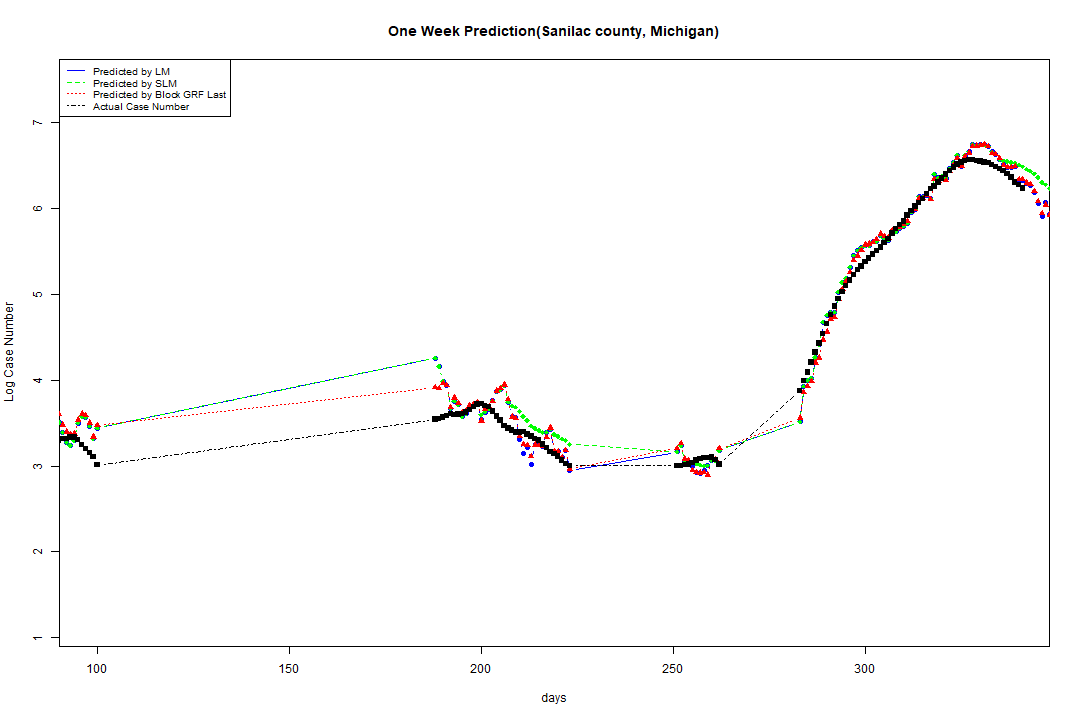 One Week Prediction(Sanilac county, Michigan)
Predicted by LM
Predicted by SLM
Predicted by Block GRF Last
Actual Case Number
7
6
5
4
3
2
1
Log Case Number
100 150 200 250 300
days